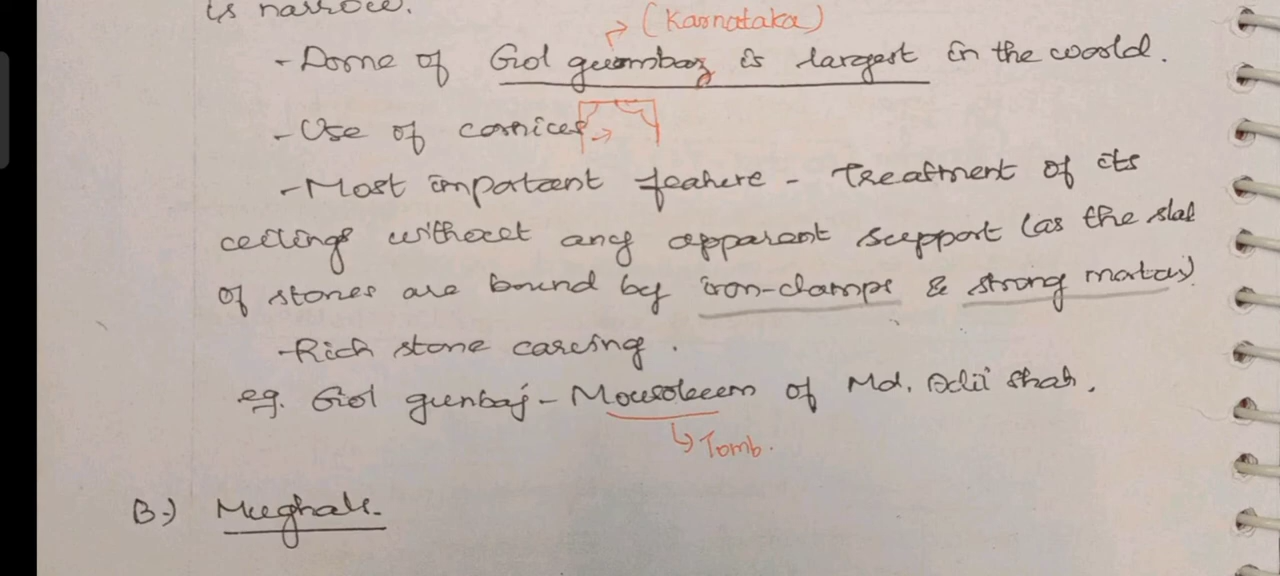 is narrow.
→ (Karnataka)
- Dome of Gol gumbaz is largest in the world.
- Use of cornices
- Most important feature - Treatment of its
ceilings without any apparent support (as the slab
of stones are bound by iron-clamps & strong mortar)
- Rich stone carving.
eg. Gol gunbaj - Mousoleum of Md. Adil Shah.
↳ Tomb.
B.) Mughals.